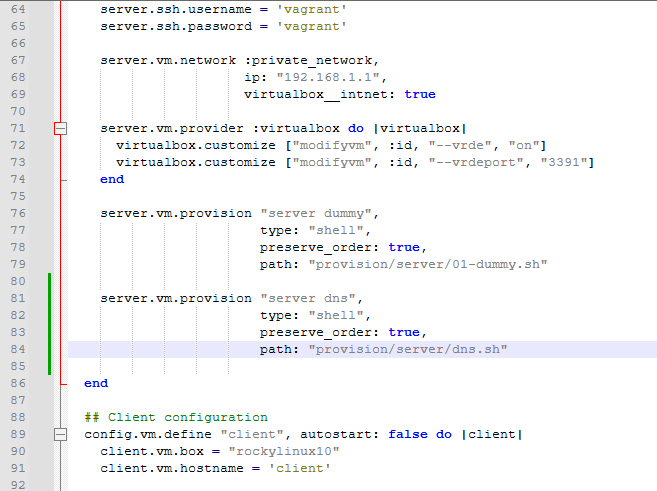 64 server.ssh.username = 'vagrant'
65 server.ssh.password = 'vagrant'
66
67 server.vm.network :private_network,
68 ip: "192.168.1.1",
69 virtualbox__intnet: true
70
71 server.vm.provider :virtualbox do |virtualbox|
72 virtualbox.customize ["modifyvm", :id, "--vrde", "on"]
73 virtualbox.customize ["modifyvm", :id, "--vrdeport", "3391"]
74 end
75
76 server.vm.provision "server dummy",
77 type: "shell",
78 preserve_order: true,
79 path: "provision/server/01-dummy.sh"
80
81 server.vm.provision "server dns",
82 type: "shell",
83 preserve_order: true,
84 path: "provision/server/dns.sh"
85
86 end
87
88 ## Client configuration
89 config.vm.define "client", autostart: false do |client|
90 client.vm.box = "rockylinux10"
91 client.vm.hostname = 'client'
92